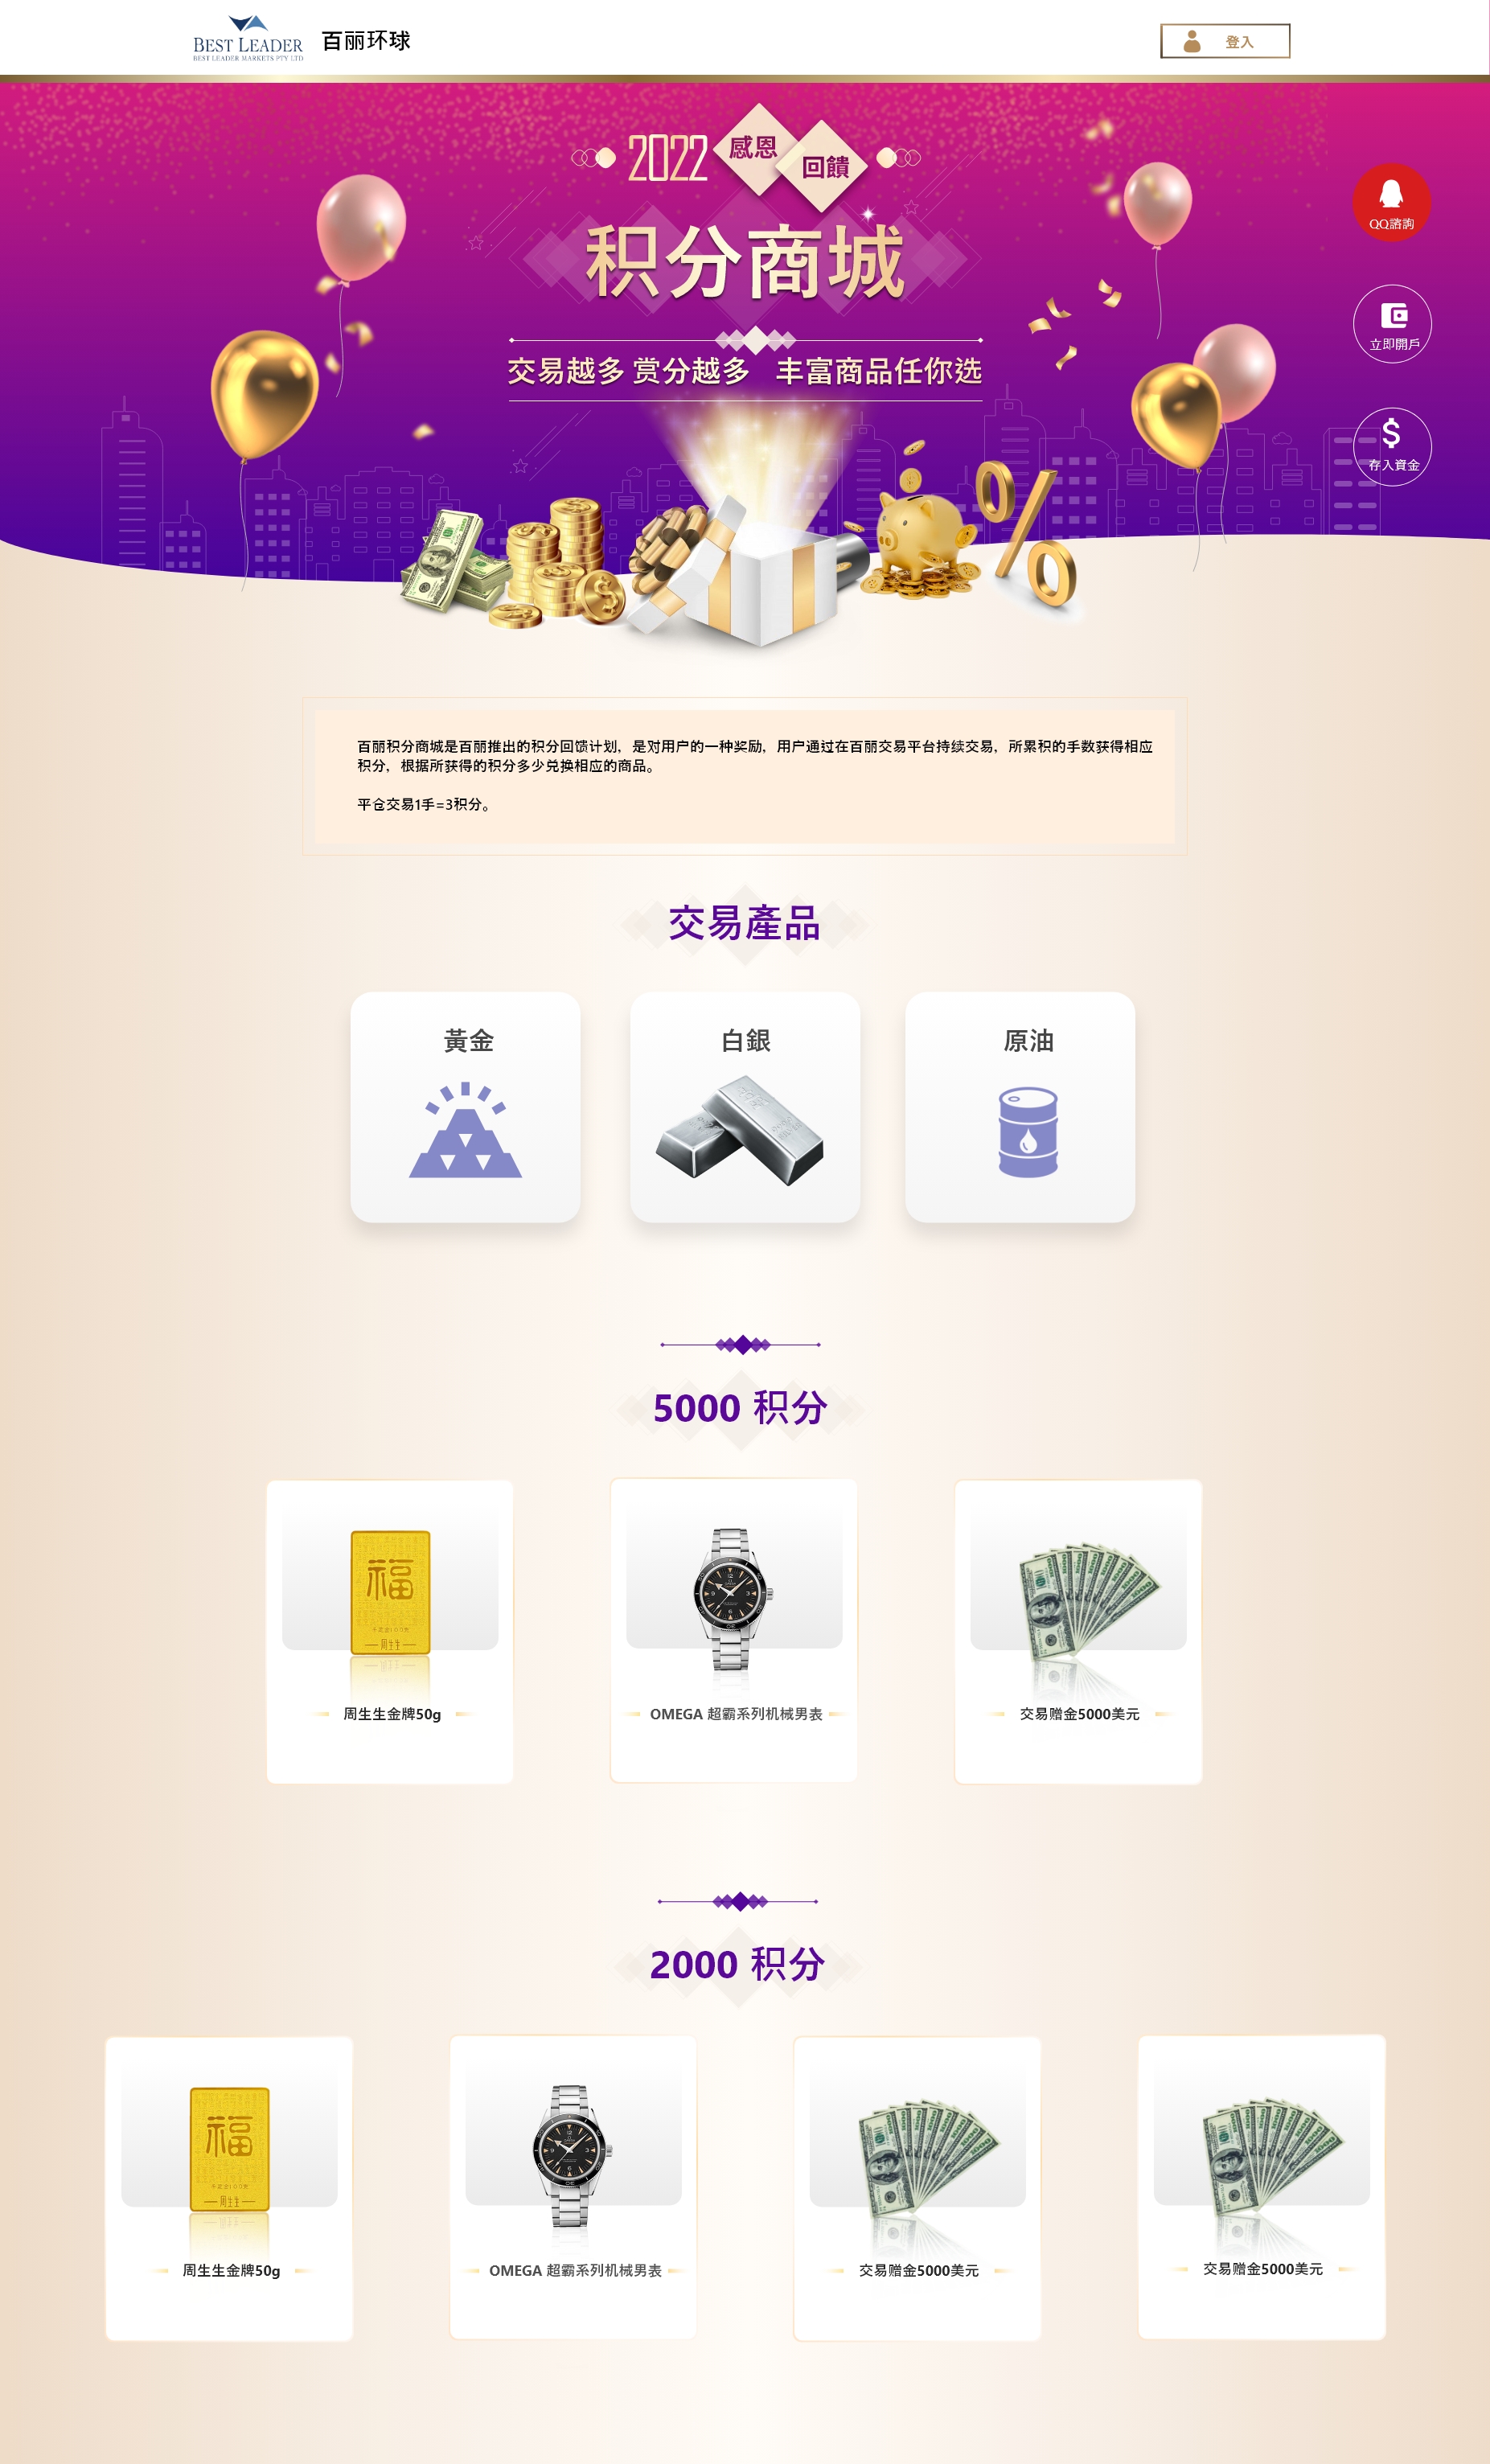 BEST LEADER
BEST LEADER MARKETS PTY LTD
百丽环球
登入
2022
感恩
回饋
积分商城
交易越多 赏分越多 丰富商品任你选
QQ諮詢
立即開戶
存入資金
百丽积分商城是百丽推出的积分回馈计划，是对用户的一种奖励，用户通过在百丽交易平台持续交易，所累积的手数获得相应
积分，根据所获得的积分多少兑换相应的商品。
平仓交易1手=3积分。
交易產品
黃金
白銀
原油
5000 积分
福
周生生
周生生金牌50g
OMEGA 超霸系列机械男表
交易赠金5000美元
2000 积分
福
周生生
周生生金牌50g
OMEGA 超霸系列机械男表
交易赠金5000美元
交易赠金5000美元